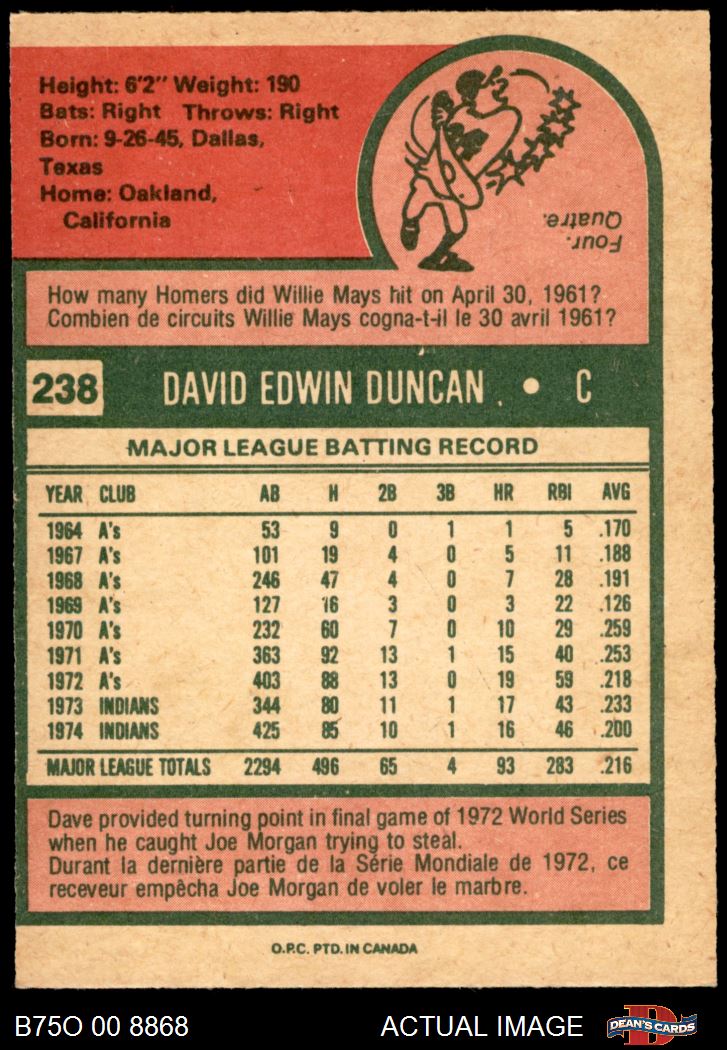 Height: 6'2" Weight: 190
Bats: Right Throws: Right
Born: 9-26-45, Dallas,
Texas
Home: Oakland,
California
Four.
Quatre.
How many Homers did Willie Mays hit on April 30, 1961?
Combien de circuits Willie Mays cogna-t-il le 30 avril 1961?
238 DAVID EDWIN DUNCAN • C
MAJOR LEAGUE BATTING RECORD
YEAR CLUB AB H 2B 3B HR RBI AVG
1964 A's 53 9 0 1 1 5 .170
1967 A's 101 19 4 0 5 11 .188
1968 A's 246 47 4 0 7 28 .191
1969 A's 127 16 3 0 3 22 .126
1970 A's 232 60 7 0 10 29 .259
1971 A's 363 92 13 1 15 40 .253
1972 A's 403 88 13 0 19 59 .218
1973 INDIANS 344 80 11 1 17 43 .233
1974 INDIANS 425 85 10 1 16 46 .200
MAJOR LEAGUE TOTALS 2294 496 65 4 93 283 .216
Dave provided turning point in final game of 1972 World Series
when he caught Joe Morgan trying to steal.
Durant la dernière partie de la Série Mondiale de 1972, ce
receveur empêcha Joe Morgan de voler le marbre.
O.P.C. PTD. IN CANADA
B75O 00 8868 ACTUAL IMAGE D DEAN'S CARDS